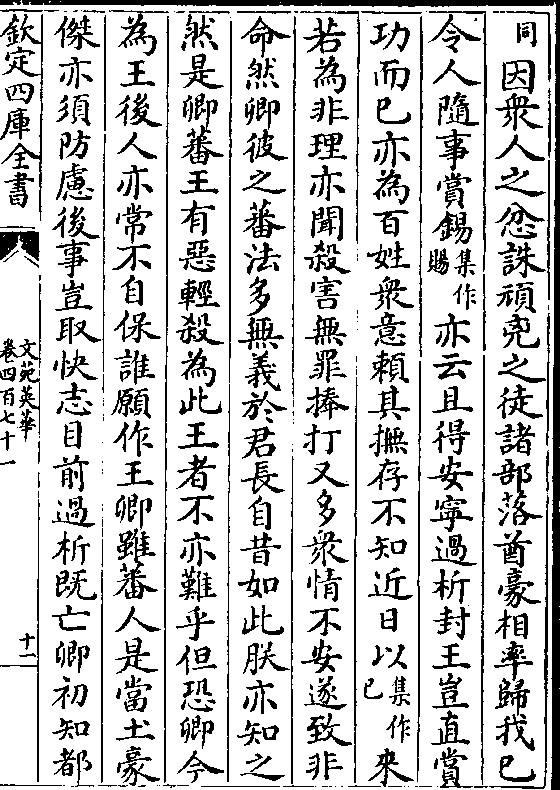 同因衆人之忿誅頑兇之徒諸部落酋豪相率歸我已
令人隨事賞錫集作賜亦云且得安寧過折封王豈直賞
功而已亦為百姓衆意賴其撫存不知近日以集作已來
若為非理亦聞殺害無罪捧打又多衆情不安遂致非
命然卿彼之蕃法多無義於君長自昔如此朕亦知之
然是卿蕃王有惡輕殺為此王者不亦難乎但恐卿今
為王後人亦常不自保誰願作王卿雖蕃人是當土豪
傑亦須防慮後事豈取快志目前過折既亡卿初知都
欽定四庫全書
文苑英華
卷四百七十一
十二